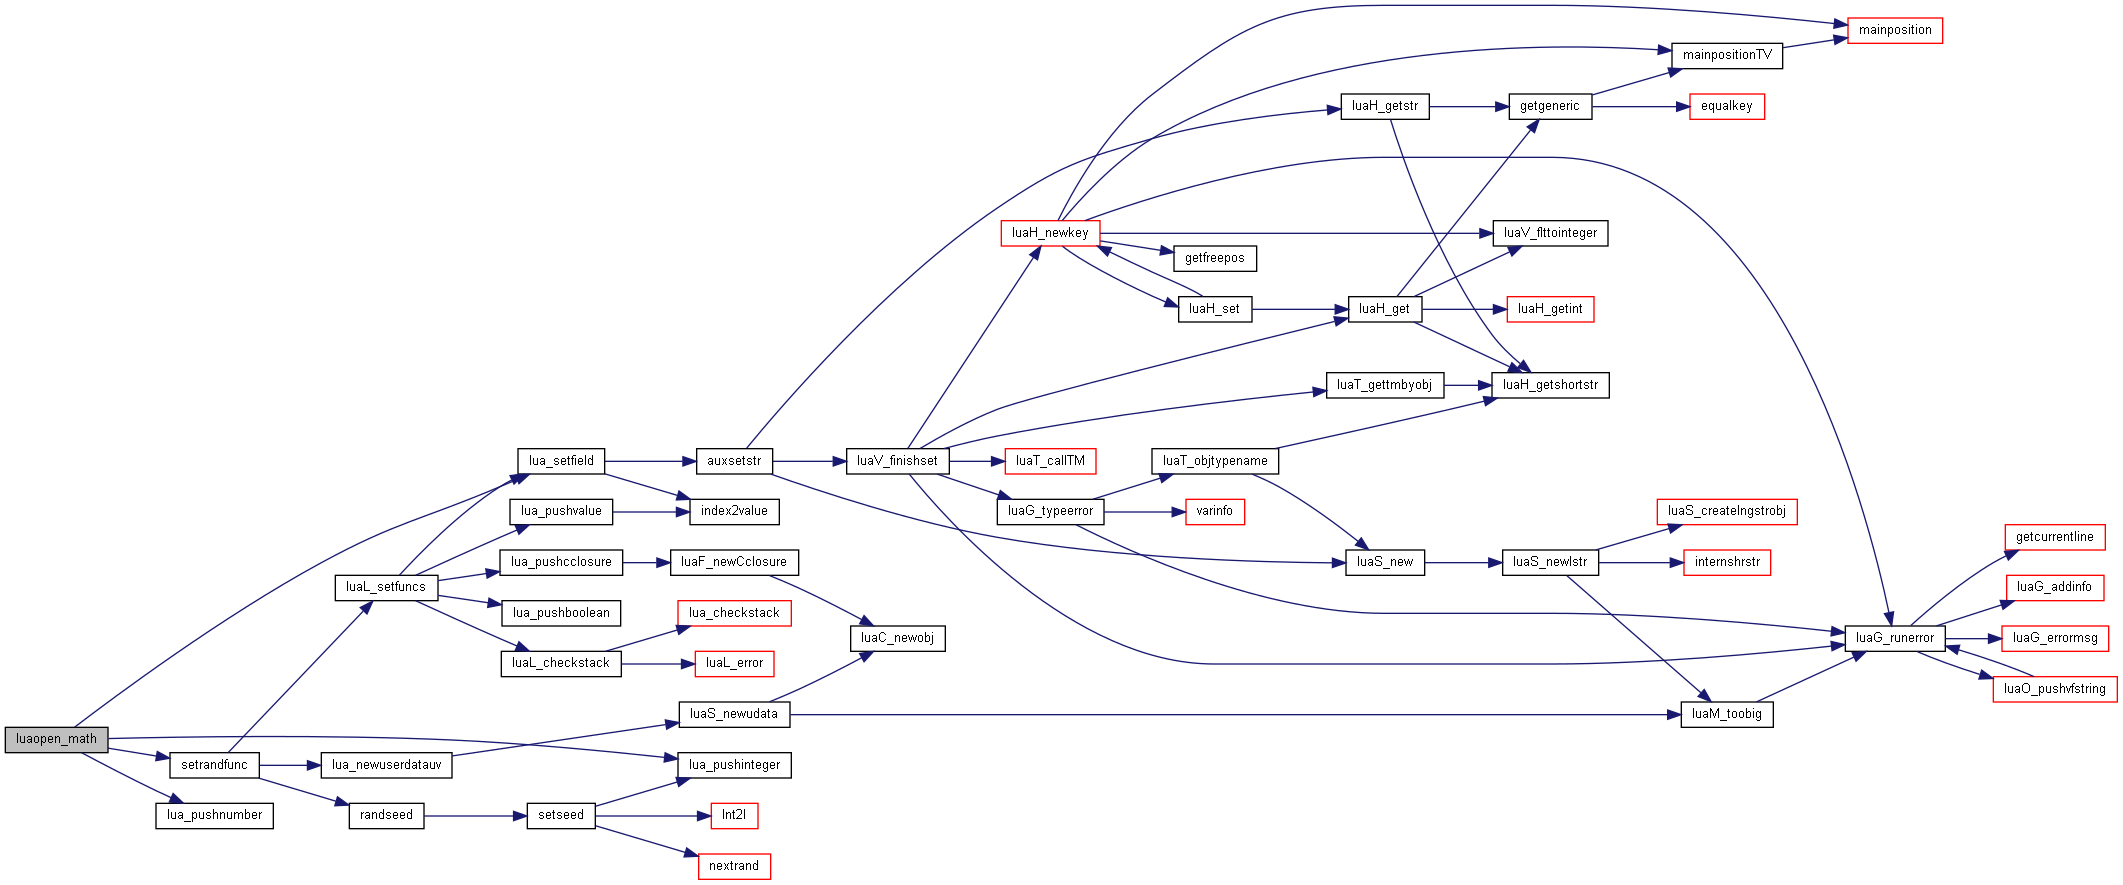 mainposition
mainpositionTV
luaH_getstr
getgeneric
equalkey
luaH_newkey
luaV_flttointeger
getfreepos
luaH_set
luaH_get
luaH_getint
luaT_gettmbyobj
luaH_getshortstr
lua_setfield
auxsetstr
luaV_finishset
luaT_callTM
luaT_objtypename
lua_pushvalue
index2value
luaG_typeerror
varinfo
luaS_createlngstrobj
getcurrentline
lua_pushcclosure
luaF_newCclosure
luaS_new
luaS_newlstr
internshrstr
luaL_setfuncs
luaG_addinfo
lua_pushboolean
lua_checkstack
luaC_newobj
luaG_runerror
luaG_errormsg
luaL_checkstack
luaL_error
luaO_pushvfstring
luaS_newudata
luaM_toobig
luaopen_math
setrandfunc
lua_newuserdatauv
lua_pushinteger
lua_pushnumber
randseed
setseed
Int2I
nextrand